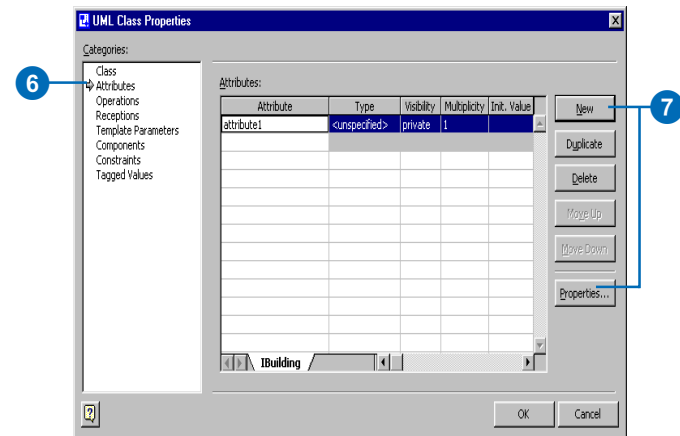 UML Class Properties
Categories:
Class
Attributes
Operations
Receptions
Template Parameters
Components
Constraints
Tagged Values
6
Attributes:
Attribute Type Visibility Multiplicity Init. Value
attribute1 <unspecified> private 1
IBuilding
New
Duplicate
Delete
Move Up
Move Down
Properties...
7
OK Cancel